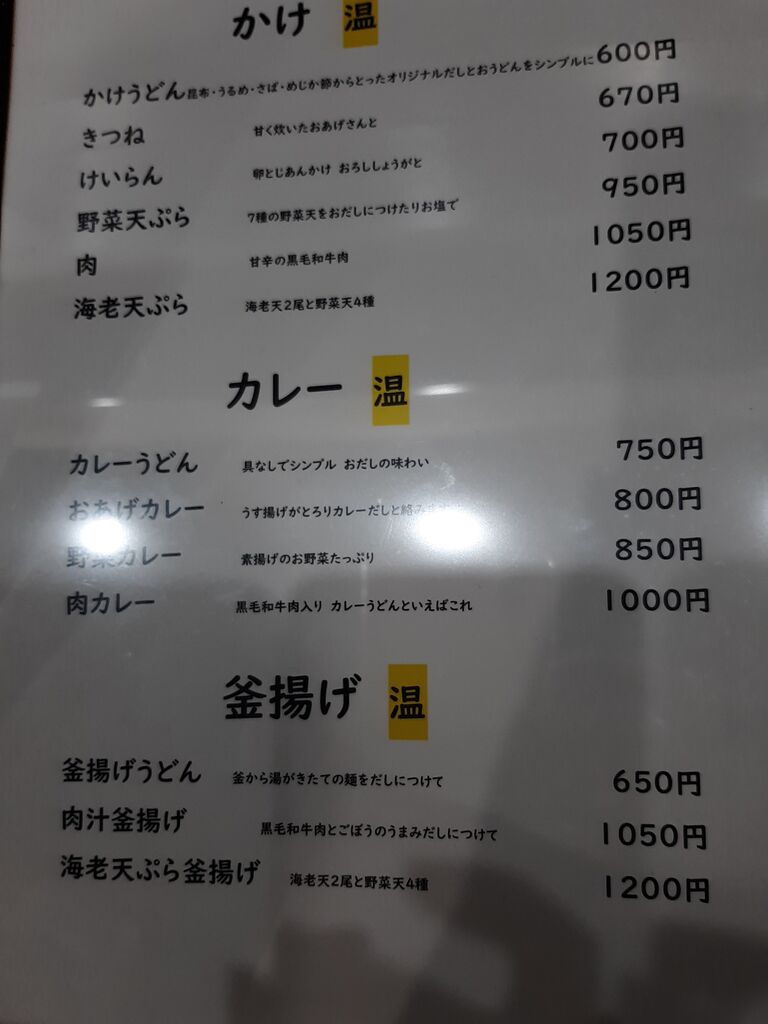 かけ 温
かけうどん 昆布・うるめ・さば・めじか節からとったオリジナルだしとおうどんをシンプルに 600円
きつね 甘く炊いたおあげさんと 670円
けいらん 卵とじあんかけ おろししょうがと 700円
野菜天ぷら 7種の野菜天をおだしにつけたりお塩で 950円
肉 甘辛の黒毛和牛肉 1050円
海老天ぷら 海老天2尾と野菜天4種 1200円
カレー 温
カレーうどん 具なしでシンプル おだしの味わい 750円
おあげカレー うす揚げがとろりカレーだしと絡み 800円
野菜カレー 素揚げのお野菜たっぷり 850円
肉カレー 黒毛和牛肉入り カレーうどんといえばこれ 1000円
釜揚げ 温
釜揚げうどん 釜から湯がきたての麺をだしにつけて 650円
肉汁釜揚げ 黒毛和牛肉とごぼうのうまみだしにつけて 1050円
海老天ぷら釜揚げ 海老天2尾と野菜天4種 1200円